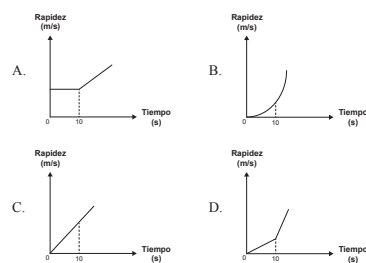 Rapidez
(m/s)
A.
0
10
Tiempo
(s)
Rapidez
(m/s)
B.
0
10
Tiempo
(s)
Rapidez
(m/s)
C.
0
10
Tiempo
(s)
Rapidez
(m/s)
D.
0
10
Tiempo
(s)